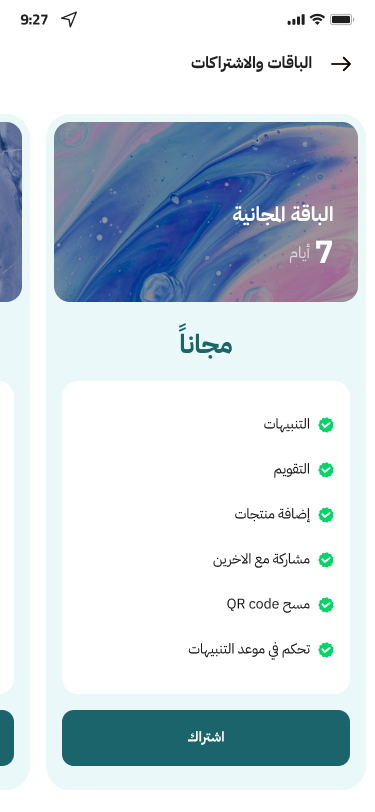 9:27
الباقات والاشتراكات
الباقة المجانية
7 أيام
مجاناً
التنبيهات
التقويم
إضافة منتجات
مشاركة مع الاخرين
مسح QR code
تحكم في موعد التنبيهات
اشتراك